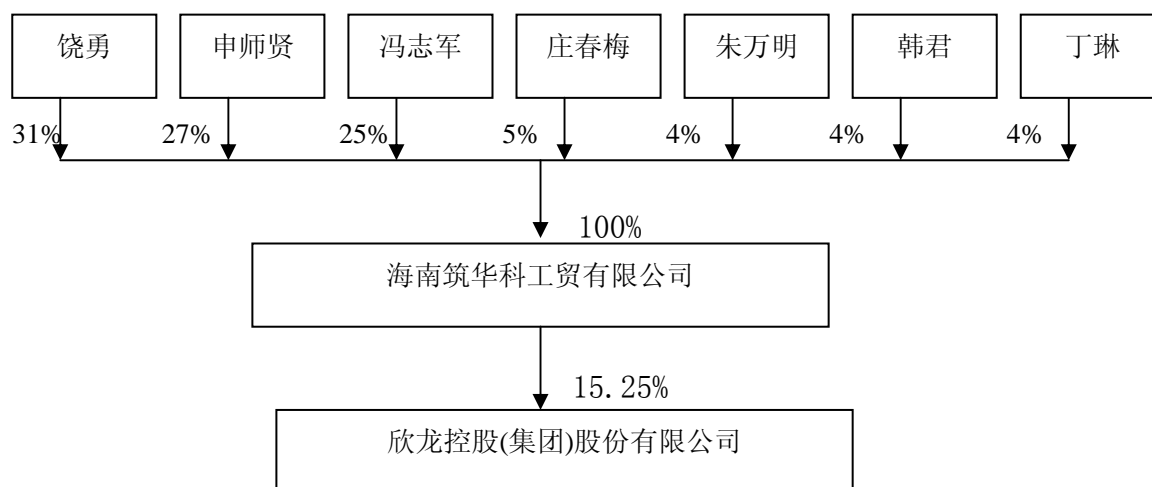 饶勇 申师贤 冯志军 庄春梅 朱万明 韩君 丁琳
31% 27% 25% 5% 4% 4% 4%
100%
海南筑华科工贸有限公司
15.25%
欣龙控股(集团)股份有限公司